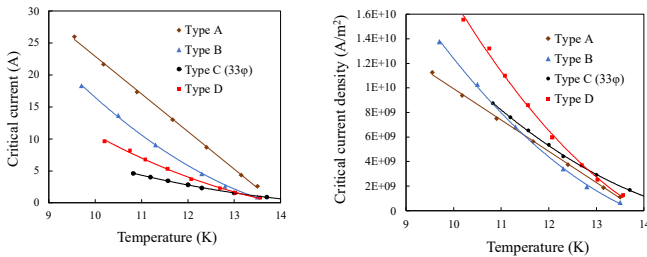 30
25
20
15
10
5
0
9
10
11
12
13
14
Critical current (A)
Temperature (K)
Type A
Type B
Type C (33φ)
Type D
1.6E+10
1.4E+10
1.2E+10
1E+10
8E+09
6E+09
4E+09
2E+09
0
9
10
11
12
13
14
Critical current density (A/m²)
Temperature (K)
Type A
Type B
Type C (33φ)
Type D